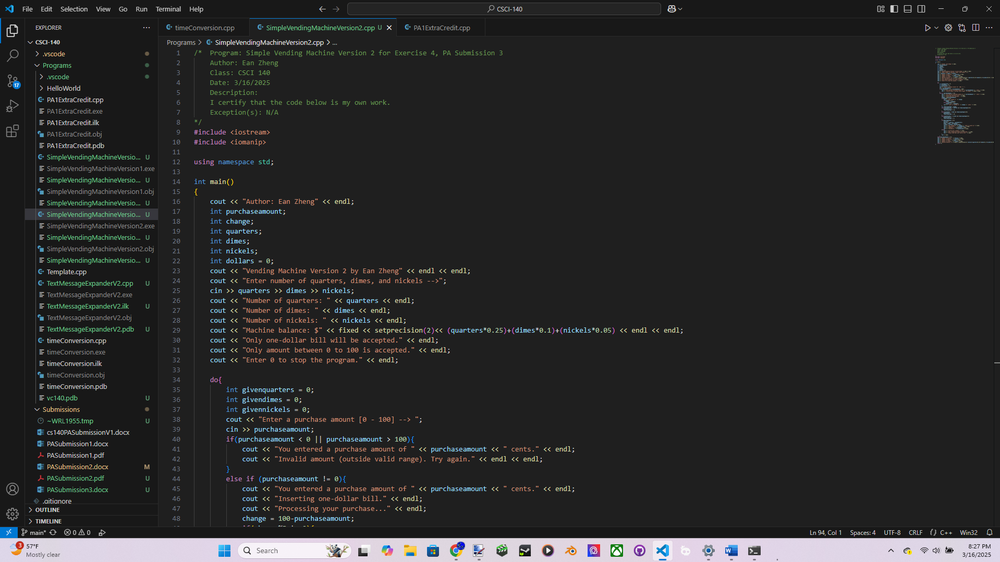 File Edit Selection View Go Run Terminal Help
CSCI-140
EXPLORER
CSCI-140
.vscode
Programs
.vscode
HelloWorld
PA1ExtraCredit.cpp
PA1ExtraCredit.exe
PA1ExtraCredit.ilk
PA1ExtraCredit.obj
PA1ExtraCredit.pdb
SimpleVendingMachineVersio... U
SimpleVendingMachineVersion1.exe
SimpleVendingMachineVersio... U
SimpleVendingMachineVersion1.obj
SimpleVendingMachineVersio... U
SimpleVendingMachineVersio... U
SimpleVendingMachineVersion2.exe
SimpleVendingMachineVersio... U
SimpleVendingMachineVersion2.obj
SimpleVendingMachineVersio... U
Template.cpp
TextMessageExpanderV2.cpp U
TextMessageExpanderV2.exe
TextMessageExpanderV2.ilk U
TextMessageExpanderV2.obj
TextMessageExpanderV2.pdb U
timeConversion.cpp
timeConversion.exe
timeConversion.ilk
timeConversion.obj
timeConversion.pdb
vc140.pdb U
Submissions
~WRL1955.tmp U
cs140PASubmissionV1.docx
PASubmission1.docx
PASubmission1.pdf
PASubmission2.docx M
PASubmission2.pdf U
PASubmission3.docx U
.gitignore
OUTLINE
TIMELINE
17
timeConversion.cpp SimpleVendingMachineVersion2.cpp U PA1ExtraCredit.cpp
Programs > SimpleVendingMachineVersion2.cpp > ...
1 /* Program: Simple Vending Machine Version 2 for Exercise 4, PA Submission 3
2 Author: Ean Zheng
3 Class: CSCI 140
4 Date: 3/16/2025
5 Description:
6 I certify that the code below is my own work.
7 Exception(s): N/A
8 */
9 #include <iostream>
10 #include <iomanip>
11
12 using namespace std;
13
14 int main()
15 {
16 cout << "Author: Ean Zheng" << endl;
17 int purchaseamount;
18 int change;
19 int quarters;
20 int dimes;
21 int nickels;
22 int dollars = 0;
23 cout << "Vending Machine Version 2 by Ean Zheng" << endl << endl;
24 cout << "Enter number of quarters, dimes, and nickels -->";
25 cin >> quarters >> dimes >> nickels;
26 cout << "Number of quarters: " << quarters << endl;
27 cout << "Number of dimes: " << dimes << endl;
28 cout << "Number of nickels: " << nickels << endl;
29 cout << "Machine balance: $" << fixed << setprecision(2)<< (quarters*0.25)+(dimes*0.1)+(nickels*0.05) << endl << endl;
30 cout << "Only one-dollar bill will be accepted." << endl;
31 cout << "Only amount between 0 to 100 is accepted." << endl;
32 cout << "Enter 0 to stop the program." << endl;
33
34 do{
35 int givenquarters = 0;
36 int givendimes = 0;
37 int givennickels = 0;
38 cout << "Enter a purchase amount [0 - 100] --> ";
39 cin >> purchaseamount;
40 if(purchaseamount < 0 || purchaseamount > 100){
41 cout << "You entered a purchase amount of " << purchaseamount << " cents." << endl;
42 cout << "Invalid amount (outside valid range). Try again." << endl << endl;
43 }
44 else if (purchaseamount != 0){
45 cout << "You entered a purchase amount of " << purchaseamount << " cents." << endl;
46 cout << "Inserting one-dollar bill." << endl;
47 cout << "Processing your purchase..." << endl;
48 change = 100-purchaseamount;
main* 0 0
Ln 94, Col 1 Spaces: 4 UTF-8 CRLF {} C++ Win32
3
57°F
Mostly clear
Search
8:27 PM
3/16/2025